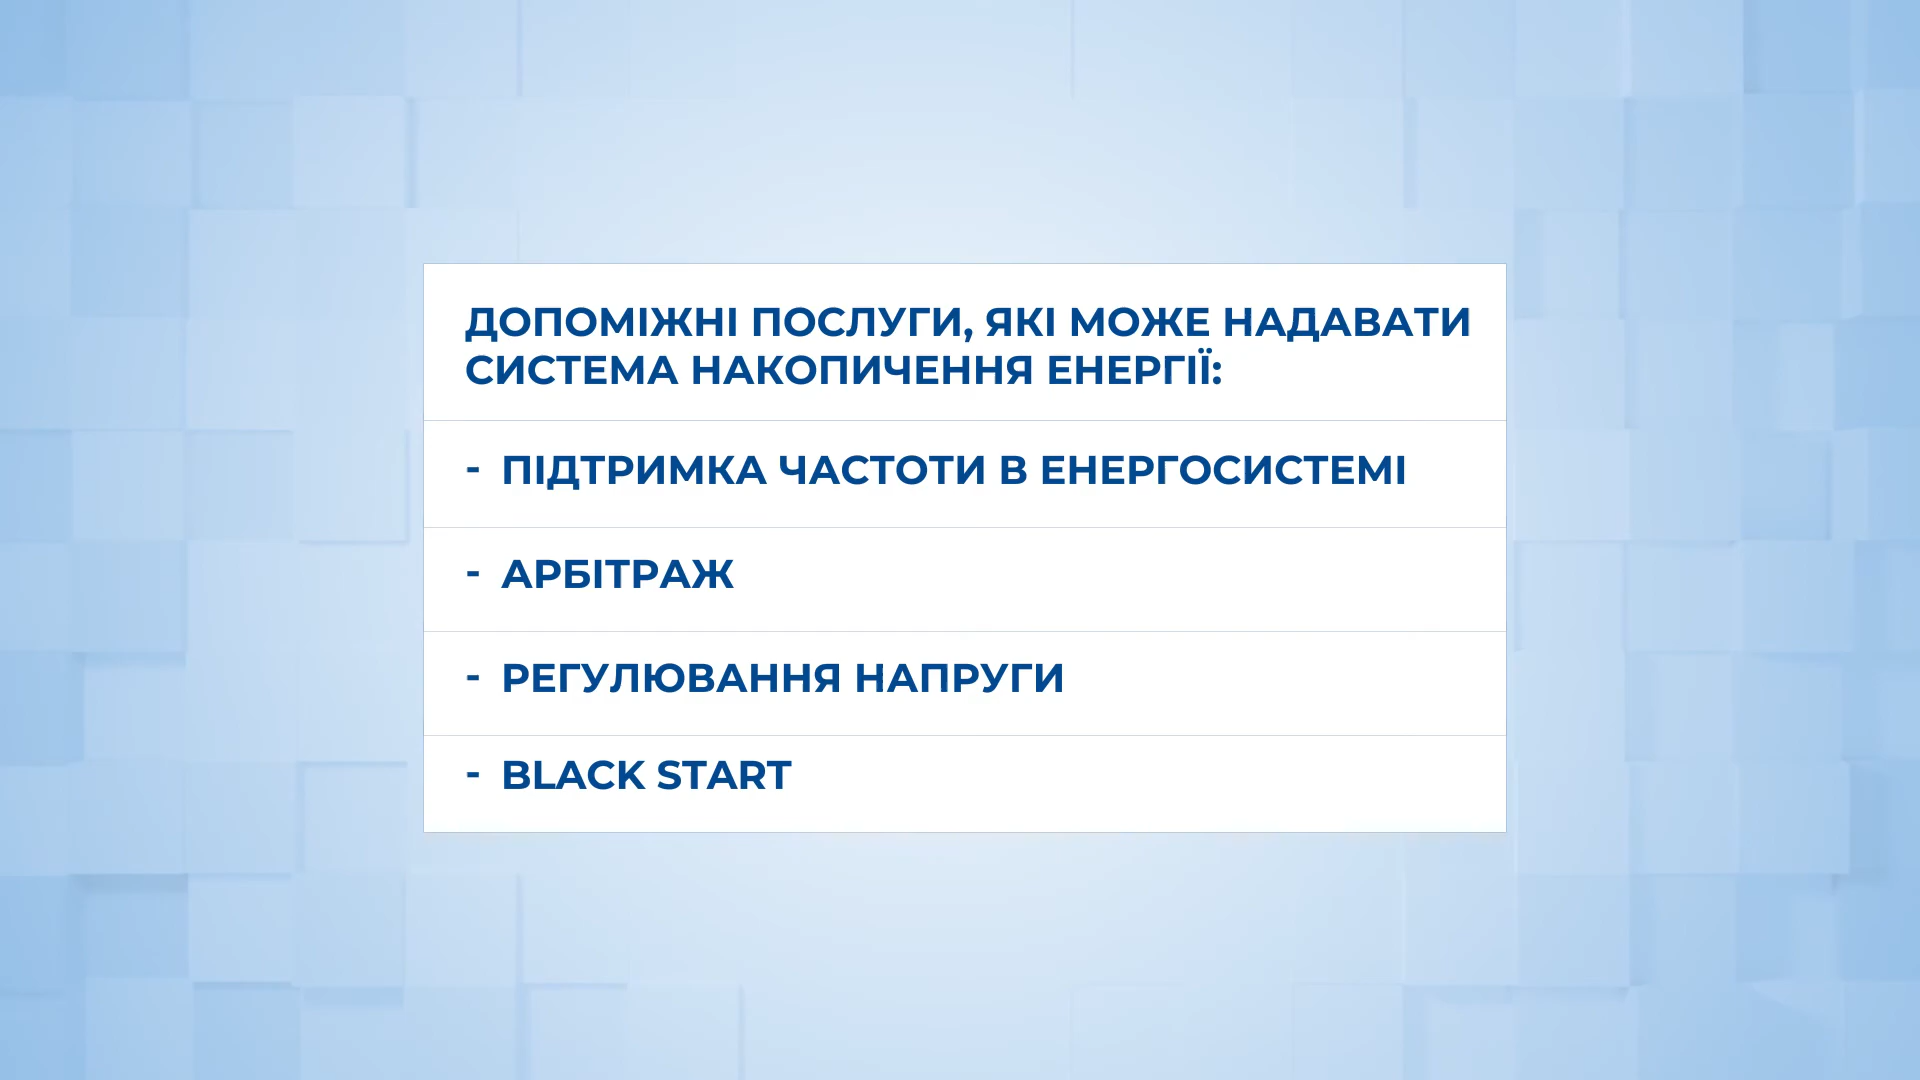 ДОПОМІЖНІ ПОСЛУГИ, ЯКІ МОЖЕ НАДАВАТИ
СИСТЕМА НАКОПИЧЕННЯ ЕНЕРГІЇ:
- ПІДТРИМКА ЧАСТОТИ В ЕНЕРГОСИСТЕМІ
- АРБІТРАЖ
- РЕГУЛЮВАННЯ НАПРУГИ
- BLACK START